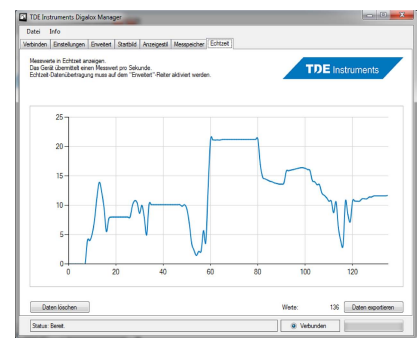 TDE Instruments Digalox Manager
Datei Info
Verbinden Einstellungen Erweitert Startbild Anzeigestil Messpeicher Echtzeit
Messwerte in Echtzeit anzeigen.
Das Gerät übermittelt einen Messwert pro Sekunde.
Echtzeit-Datenübertragung muss auf dem "Erweitert"-Reiter aktiviert werden.
TDE Instruments
25
20
15
10
5
0
0 20 40 60 80 100 120
Daten löschen Werte: 136 Daten exportieren
Status: Bereit. Verbunden